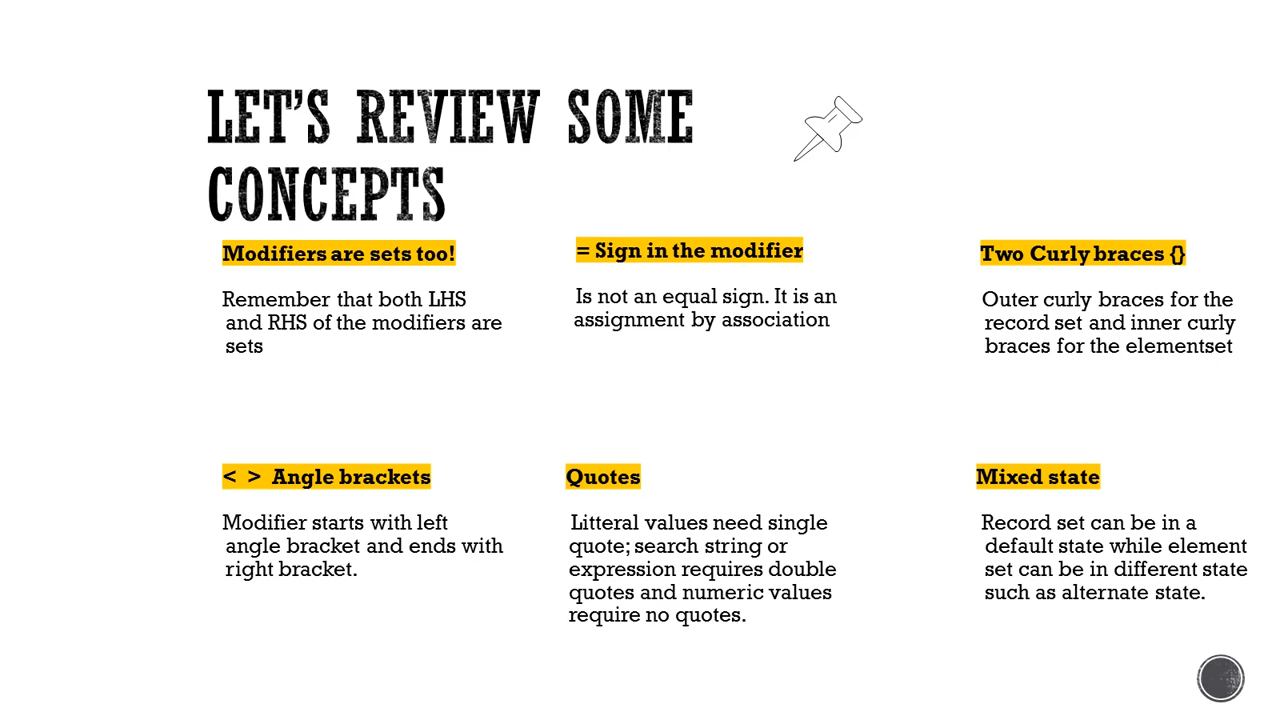 LET'S REVIEW SOME
CONCEPTS
Modifiers are sets too!
Remember that both LHS
and RHS of the modifiers are
sets
= Sign in the modifier
Is not an equal sign. It is an
assignment by association
Two Curly braces {}
Outer curly braces for the
record set and inner curly
braces for the elementset
< > Angle brackets
Modifier starts with left
angle bracket and ends with
right bracket.
Quotes
Litteral values need single
quote; search string or
expression requires double
quotes and numeric values
require no quotes.
Mixed state
Record set can be in a
default state while element
set can be in different state
such as alternate state.